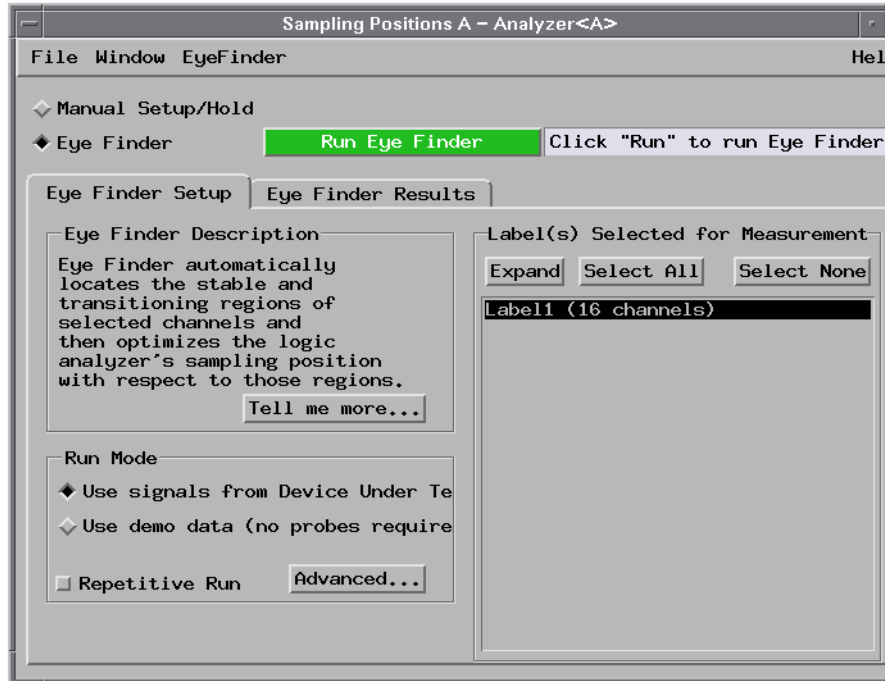 Sampling Positions A – Analyzer<A>
File Window EyeFinder Hel
Manual Setup/Hold
Eye Finder Run Eye Finder Click "Run" to run Eye Finder
Eye Finder Setup Eye Finder Results
Eye Finder Description
Eye Finder automatically
locates the stable and
transitioning regions of
selected channels and
then optimizes the logic
analyzer's sampling position
with respect to those regions.
Tell me more...
Run Mode
Use signals from Device Under Te
Use demo data (no probes require
Repetitive Run Advanced...
Label(s) Selected for Measurement
Expand Select All Select None
Label1 (16 channels)